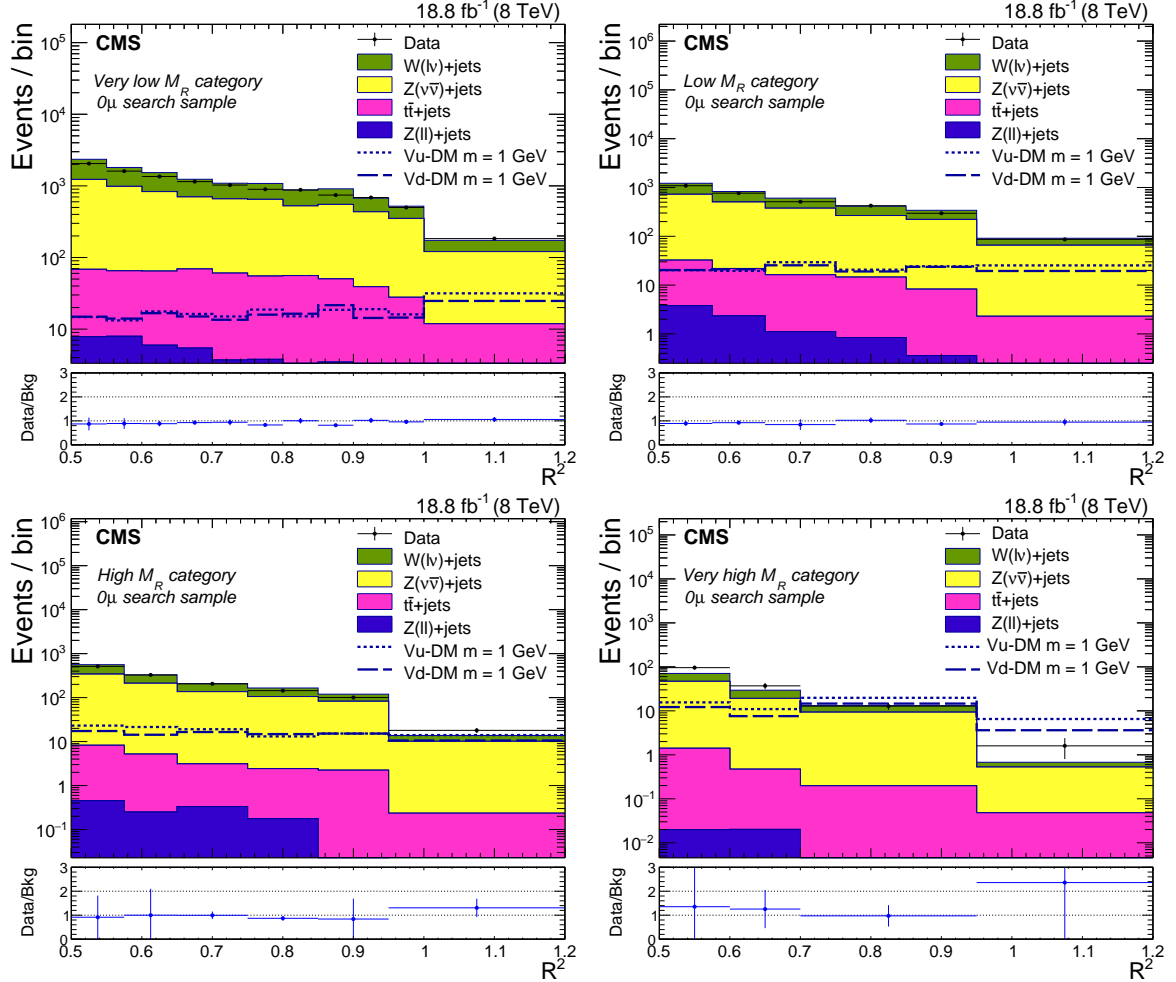 18.8 fb⁻¹ (8 TeV)
CMS
Very low M_R category
0μ search sample
Data
W(lν)+jets
Z(νν̅)+jets
tt̅+jets
Z(ll)+jets
Vu-DM m = 1 GeV
Vd-DM m = 1 GeV
Events / bin
10⁵
10⁴
10³
10²
10
Data/Bkg
3
2
1
0
0.5 0.6 0.7 0.8 0.9 1 1.1 1.2
R²
18.8 fb⁻¹ (8 TeV)
CMS
Low M_R category
0μ search sample
Data
W(lν)+jets
Z(νν̅)+jets
tt̅+jets
Z(ll)+jets
Vu-DM m = 1 GeV
Vd-DM m = 1 GeV
Events / bin
10⁶
10⁵
10⁴
10³
10²
10
1
Data/Bkg
3
2
1
0
0.5 0.6 0.7 0.8 0.9 1 1.1 1.2
R²
18.8 fb⁻¹ (8 TeV)
CMS
High M_R category
0μ search sample
Data
W(lν)+jets
Z(νν̅)+jets
tt̅+jets
Z(ll)+jets
Vu-DM m = 1 GeV
Vd-DM m = 1 GeV
Events / bin
10⁶
10⁵
10⁴
10³
10²
10
1
10⁻¹
Data/Bkg
3
2
1
0
0.5 0.6 0.7 0.8 0.9 1 1.1 1.2
R²
18.8 fb⁻¹ (8 TeV)
CMS
Very high M_R category
0μ search sample
Data
W(lν)+jets
Z(νν̅)+jets
tt̅+jets
Z(ll)+jets
Vu-DM m = 1 GeV
Vd-DM m = 1 GeV
Events / bin
10⁵
10⁴
10³
10²
10
1
10⁻¹
10⁻²
Data/Bkg
3
2
1
0
0.5 0.6 0.7 0.8 0.9 1 1.1 1.2
R²